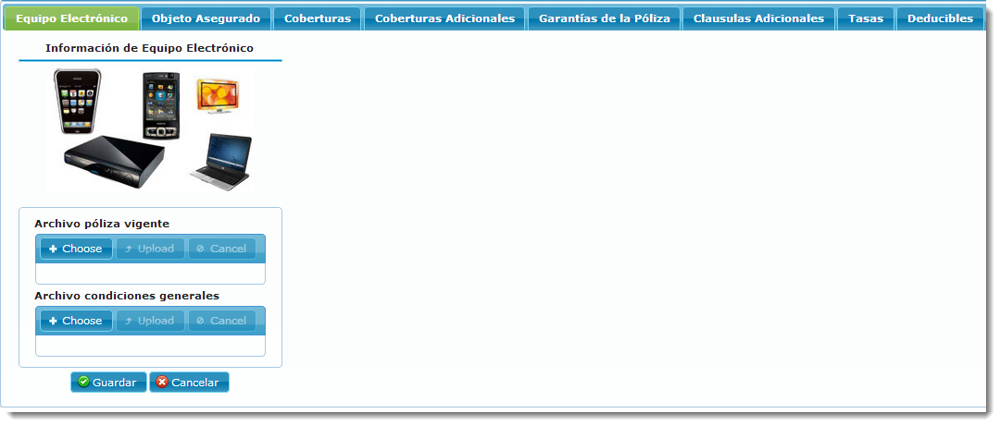 Equipo Electrónico Objeto Asegurado Coberturas Coberturas Adicionales Garantías de la Póliza Clausulas Adicionales Tasas Deducibles
Información de Equipo Electrónico
Archivo póliza vigente
Choose Upload Cancel
Archivo condiciones generales
Choose Upload Cancel
Guardar Cancelar